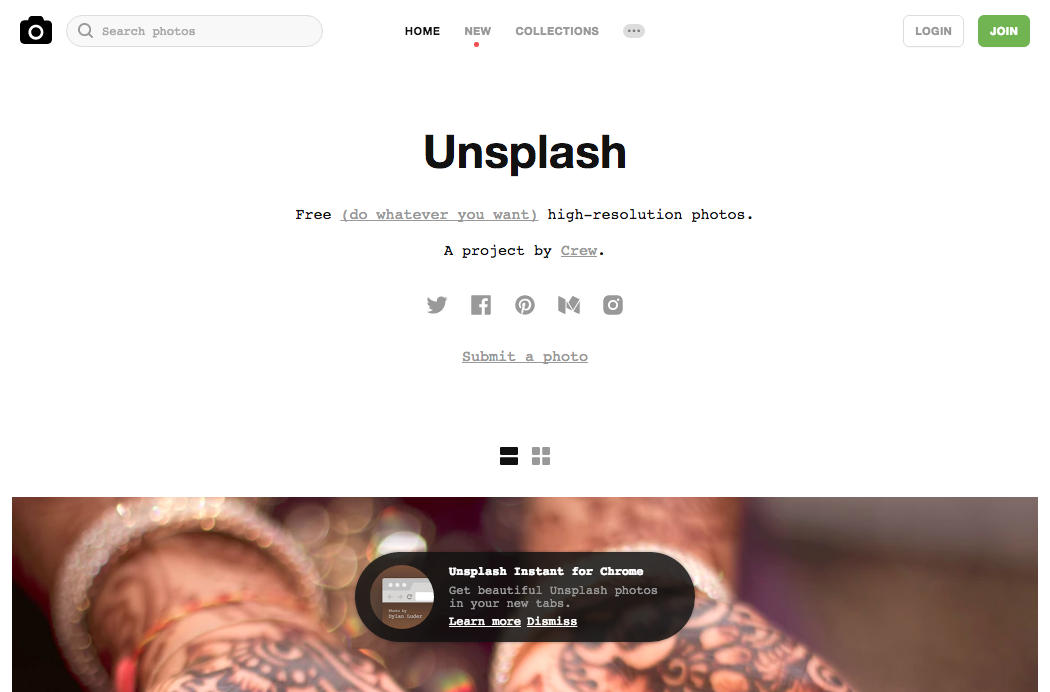 Search photos
HOME
NEW
COLLECTIONS
LOGIN
JOIN
Unsplash
Free (do whatever you want) high-resolution photos.
A project by Crew.
Submit a photo
Unsplash Instant for Chrome
Get beautiful Unsplash photos
in your new tabs.
Learn more Dismiss
Photo by
Dylan Luder